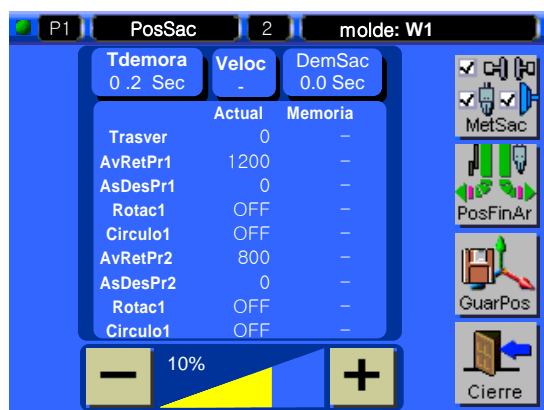 P1 PosSac 2 molde: W1
Tdemora Veloc DemSac
0 .2 Sec - 0.0 Sec
Actual Memoria
Trasver 0 –
AvRetPr1 1200 –
AsDesPr1 0 –
Rotac1 OFF –
Circulo1 OFF –
AvRetPr2 800 –
AsDesPr2 0 –
Rotac1 OFF –
Circulo1 OFF –
10%
− +
MetSac
PosFinAr
GuarPos
Cierre